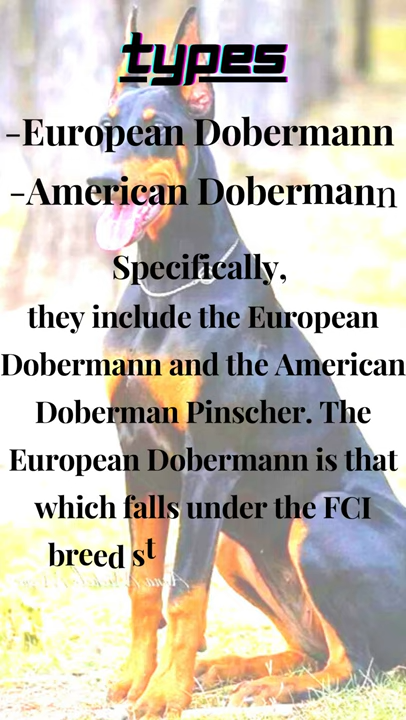 types
-European Dobermann
-American Dobermann
Specifically,
they include the European
Dobermann and the American
Doberman Pinscher. The
European Dobermann is that
which falls under the FCI
breed st